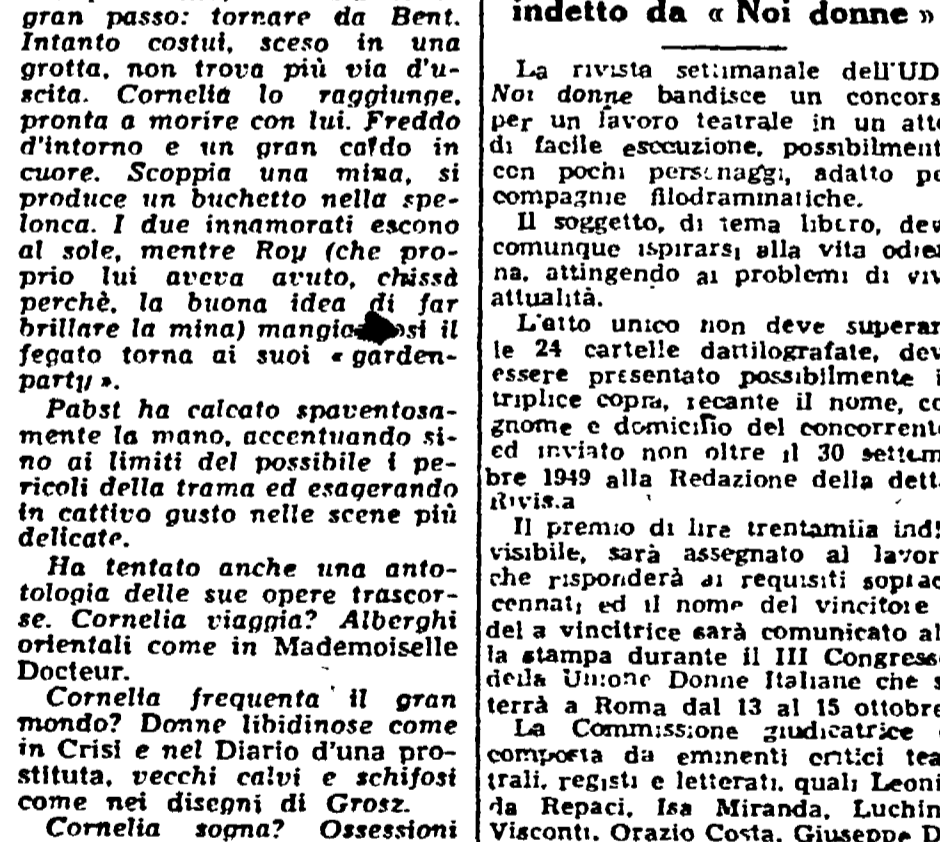 gran passo: tornare da Bent.
Intanto costui, sceso in una
grotta, non trova più via d'u-
scita. Cornelia lo raggiunge,
pronta a morire con lui. Freddo
d'intorno e un gran caldo in
cuore. Scoppia una mina, si
produce un buchetto nella spe-
lonca. I due innamorati escono
al sole, mentre Roy (che pro-
prio lui aveva avuto, chissà
perchè, la buona idea di far
brillare la mina) il
fegato torna ai suoi « garden-
party ».
Pabst ha calcato spaventosa-
mente la mano, accentuando si-
no ai limiti del possibile i pe-
ricoli della trama ed esagerando
in cattivo gusto nelle scene più
delicate.
Ha tentato anche una anto-
tologia delle sue opere trascor-
se. Cornelia viaggia? Alberghi
orientali come in Mademoiselle
Docteur.
Cornelia frequenta il gran
mondo? Donne libidinose come
in Crisi e nel Diario d'una pro-
stituta, vecchi calvi e schifosi
come nei disegni di Grosz.
Cornelia sogna? Ossessioni
indetto da « Noi donne »
La rivista settimanale dell'UD
Noi donne bandisce un concors
per un lavoro teatrale in un att
di facile esecuzione, possibilment
con pochi personaggi, adatto pe
compagnie filodrammatiche.
Il soggetto, di tema libero, dev
comunque ispirarsi alla vita odier
na, attingendo ai problemi di viv
attualità.
L'atto unico non deve superar
le 24 cartelle dattilografate, dev
essere presentato possibilmente i
triplice copia, recante il nome, co
gnome e domicilio del concorrent
ed inviato non oltre il 30 settem
bre 1949 alla Redazione della dett
Rivista
Il premio di lire trentamila indi
visibile, sarà assegnato al lavor
che risponderà ai requisiti soprac
cennati ed il nome del vincitore
del a vincitrice sarà comunicato al
la stampa durante il III Congress
della Unione Donne Italiane che s
terrà a Roma dal 13 al 15 ottobre
La Commissione giudicatrice
composta da eminenti critici tea
trali, registi e letterati, quali Leoni
da Repaci, Isa Miranda, Luchin
Visconti, Orazio Costa, Giuseppe D